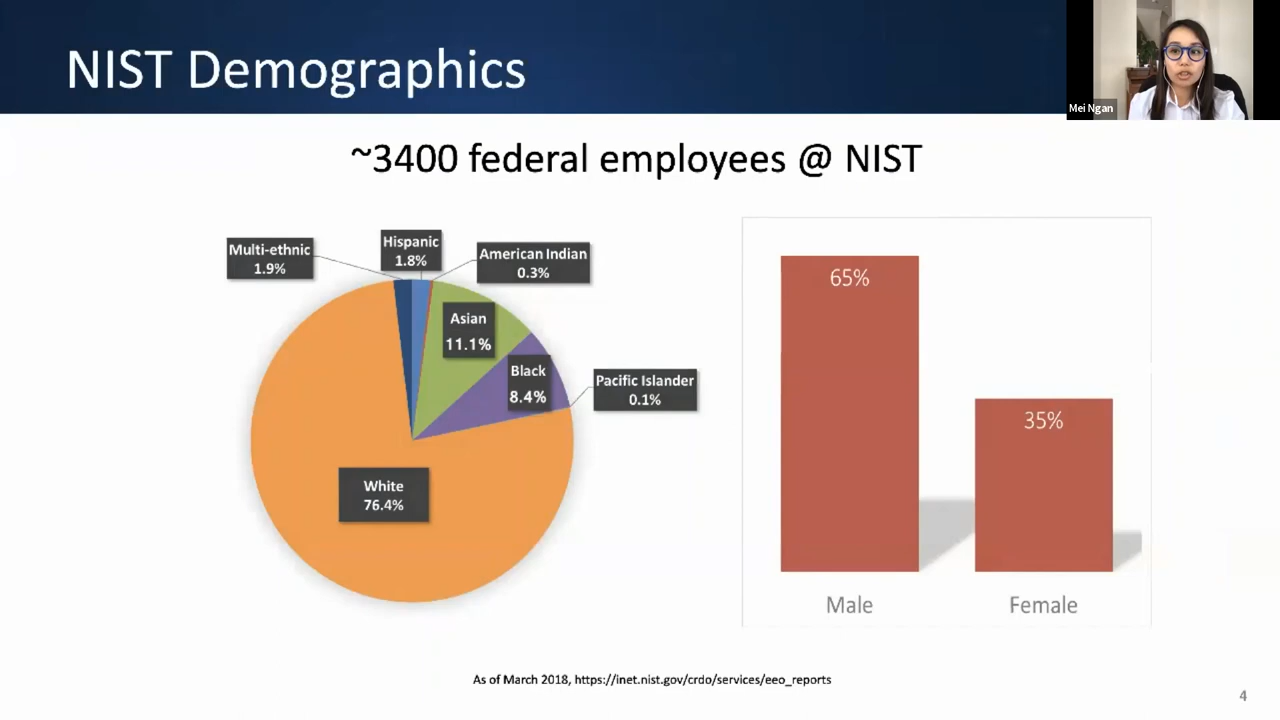 NIST Demographics
Mei Ngan
~3400 federal employees @ NIST
Multi-ethnic
1.9%
Hispanic
1.8%
American Indian
0.3%
Asian
11.1%
Black
8.4%
Pacific Islander
0.1%
White
76.4%
65%
35%
Male
Female
As of March 2018, https://inet.nist.gov/crdo/services/eeo_reports
4